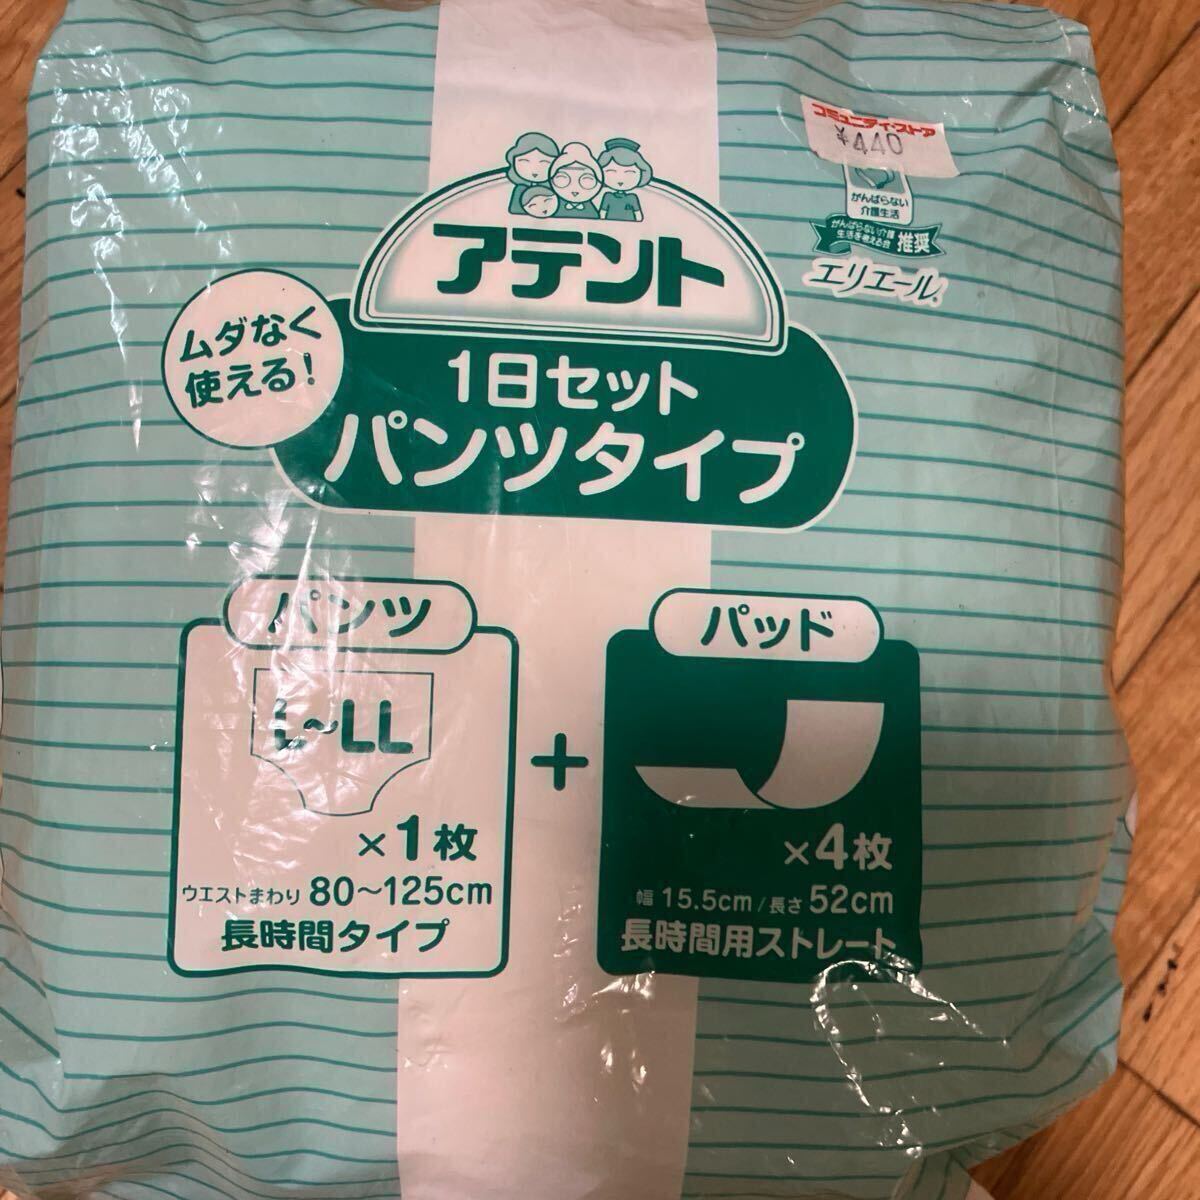 コミュニティ・ストア
¥440
がんばらない
介護生活
がんばらない介護
生活を考える会
推奨
エリエール
アテント
ムダなく
使える!
1日セット
パンツタイプ
パンツ
L～LL
×1枚
ウエストまわり 80～125cm
長時間タイプ
+
パッド
×4枚
幅 15.5cm/長さ 52cm
長時間用ストレート